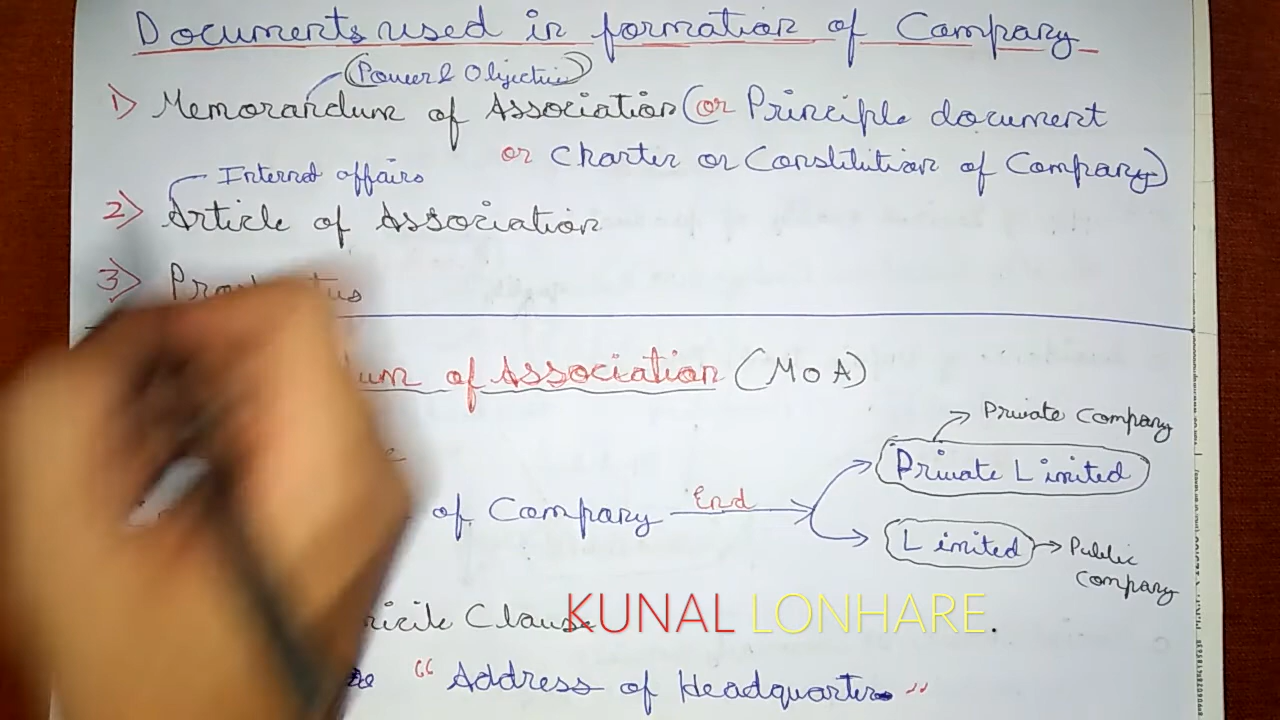 Documents used in formation of Company
(Power & Objective)
1) Memorandum of Association (or Principle document
or Charter or Constitution of Company)
Internal affairs
2) Article of Association
3)
of Association (MOA)
Private Company
Private Limited
of Company End
Limited
Public
Company
Clause
KUNAL LONHARE.
"Address of Headquarter"